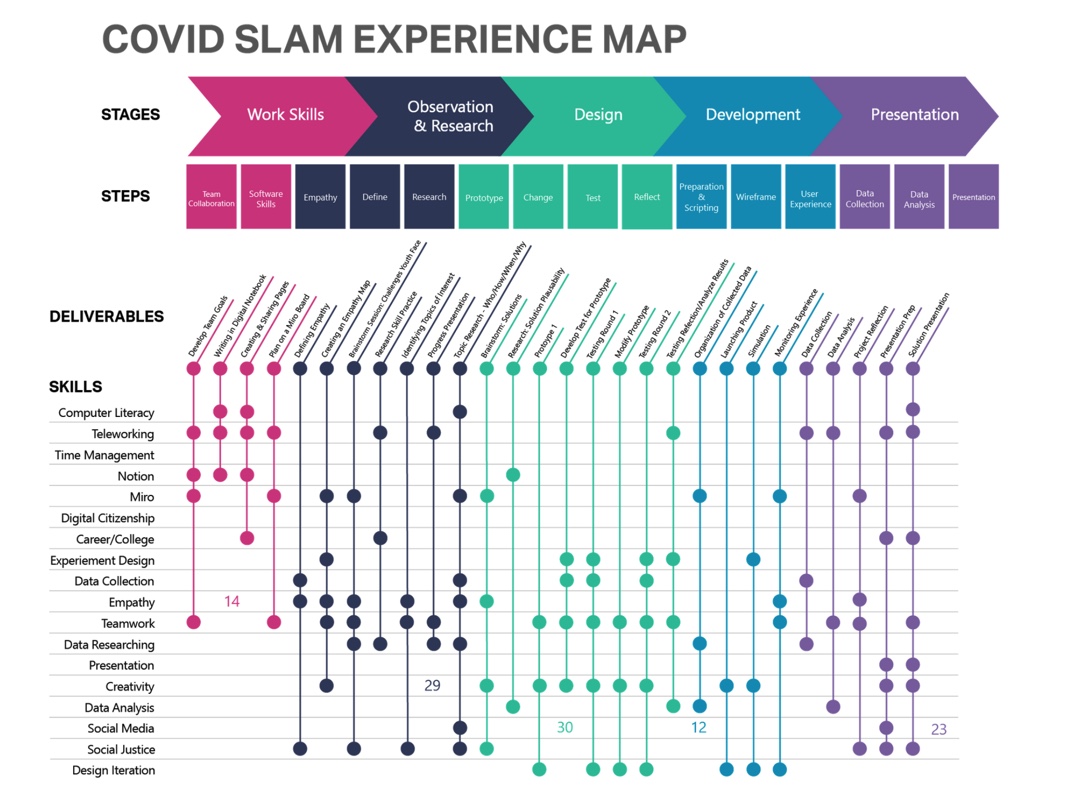 COVID SLAM EXPERIENCE MAP
STAGES
Work Skills
Observation
& Research
Design
Development
Presentation
STEPS
Team
Collaboration
Software
Skills
Empathy
Define
Research
Prototype
Change
Test
Reflect
Preparation
&
Scripting
Wireframe
User
Experience
Data
Collection
Data
Analysis
Presentation
DELIVERABLES
Develop Team Goals
Writing in Digital Notebook
Creating & Sharing Pages
Plan on a Miro Board
Defining Empathy
Creating an Empathy Map
Brainstorm Session: Challenges Youth Face
Research Skill Practice
Identifying Topics of Interest
Progress Presentation
Topic Research - Who/How/When/Why
Brainstorm: Solutions
Research: Solution Plausability
Protoype 1
Develop Test for Prototype
Testing Round 1
Modify Prototype
Testing Round 2
Testing Refection/Analyze Results
Organization of Collected Data
Launching Product
Simulation
Monitoring Experience
Data Collection
Data Analysis
Project Reflection
Presentation Prep
Solution Presentation
SKILLS
Computer Literacy
Teleworking
Time Management
Notion
Miro
Digital Citizenship
Career/College
Experiement Design
Data Collection
Empathy
14
Teamwork
Data Researching
Presentation
Creativity
29
Data Analysis
Social Media
30
12
23
Social Justice
Design Iteration